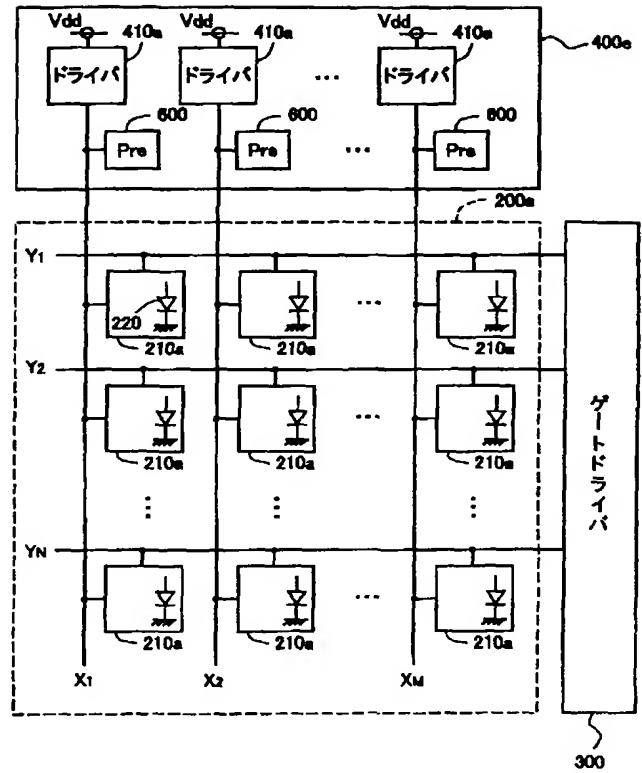 Vdd Vdd Vdd
410a 410a 410a 400e
ドライバ ドライバ … ドライバ
600 600 600
Pre Pre … Pre
200a
Y1
220 …
210a 210a 210a
Y2
…
210a 210a 210a
⋮ ⋮ ⋮
YN
…
210a 210a 210a
X1 X2 XM
ゲートドライバ
300